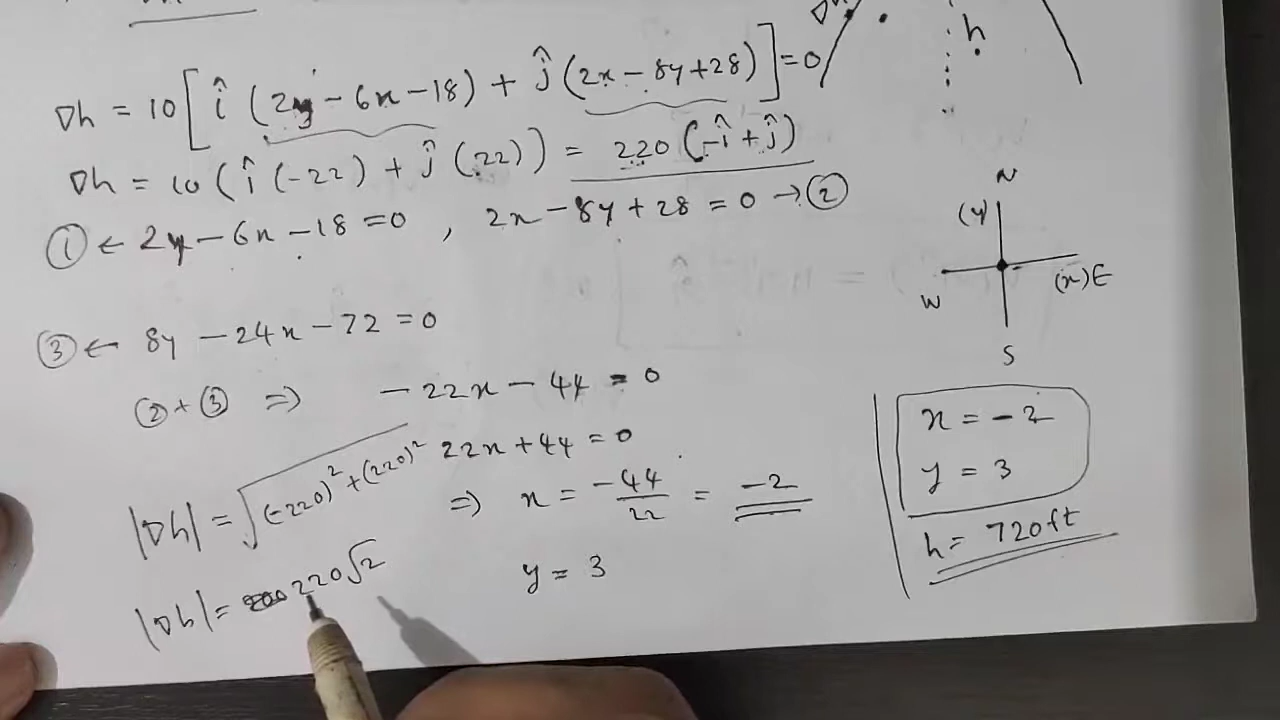 ∇h = 10 [ î (2y − 6x − 18) + ĵ (2x − 8y + 28) ] = 0
h
∇h = 10 ( î (−22) + ĵ (22) ) = 220 (−î + ĵ)
① ← 2y − 6x − 18 = 0 , 2x − 8y + 28 = 0 → ②
N
(y)
W
(x) E
S
③ ← 8y − 24x − 72 = 0
② + ③ ⇒ − 22x − 44 = 0
22x + 44 = 0
|∇h| = √(−220)² + (220)²
⇒ x = −44/22 = −2
y = 3
|∇h| = 220√2
x = −2
y = 3
h = 720ft